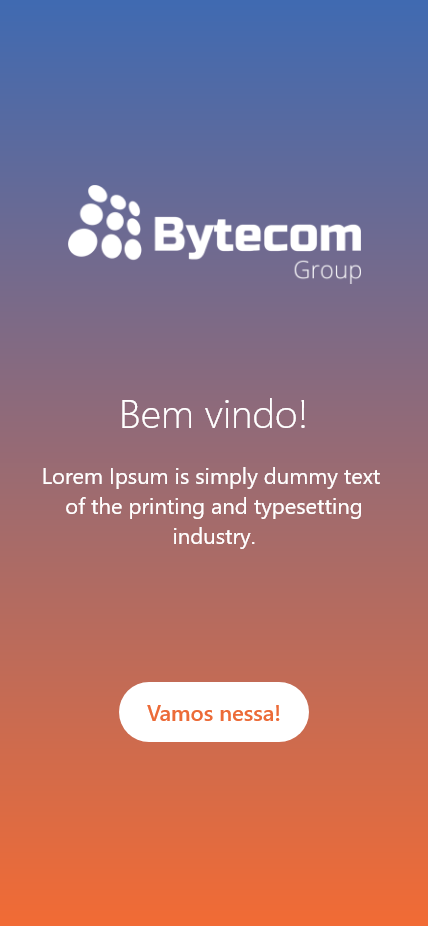 Bytecom
Group
Bem vindo!
Lorem Ipsum is simply dummy text
of the printing and typesetting
industry.
Vamos nessa!